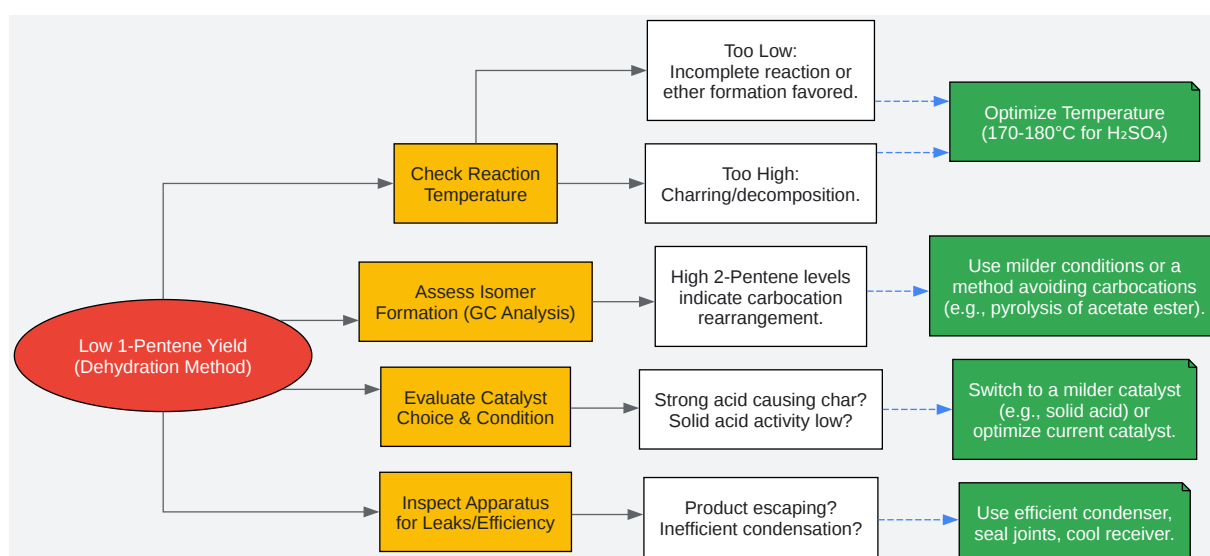 Low 1-Pentene Yield
(Dehydration Method)
Check Reaction
Temperature
Too Low:
Incomplete reaction or
ether formation favored.
Too High:
Charring/decomposition.
Optimize Temperature
(170-180°C for H₂SO₄)
Assess Isomer
Formation (GC Analysis)
High 2-Pentene levels
indicate carbocation
rearrangement.
Use milder conditions or a
method avoiding carbocations
(e.g., pyrolysis of acetate ester).
Evaluate Catalyst
Choice & Condition
Strong acid causing char?
Solid acid activity low?
Switch to a milder catalyst
(e.g., solid acid) or
optimize current catalyst.
Inspect Apparatus
for Leaks/Efficiency
Product escaping?
Inefficient condensation?
Use efficient condenser,
seal joints, cool receiver.